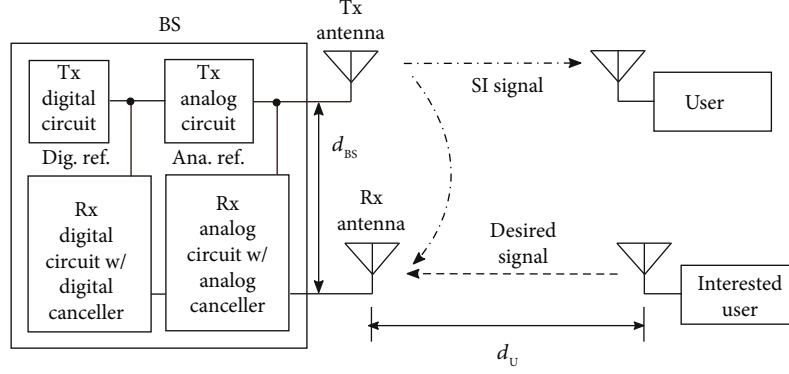 BS
Tx
antenna
Tx
digital
circuit
Tx
analog
circuit
SI signal
User
Dig. ref.
Ana. ref.
d_BS
Rx
digital
circuit w/
digital
canceller
Rx
analog
circuit w/
analog
canceller
Rx
antenna
Desired
signal
Interested
user
d_U